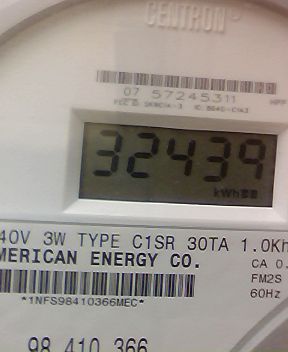 CENTRON®
07 57245311
32439
kWh
40V 3W TYPE C1SR 30TA 1.0Kh
MERICAN ENERGY CO.
CA 0.
FM2S
60Hz
*1NFS98410366MEC*
98 410 366